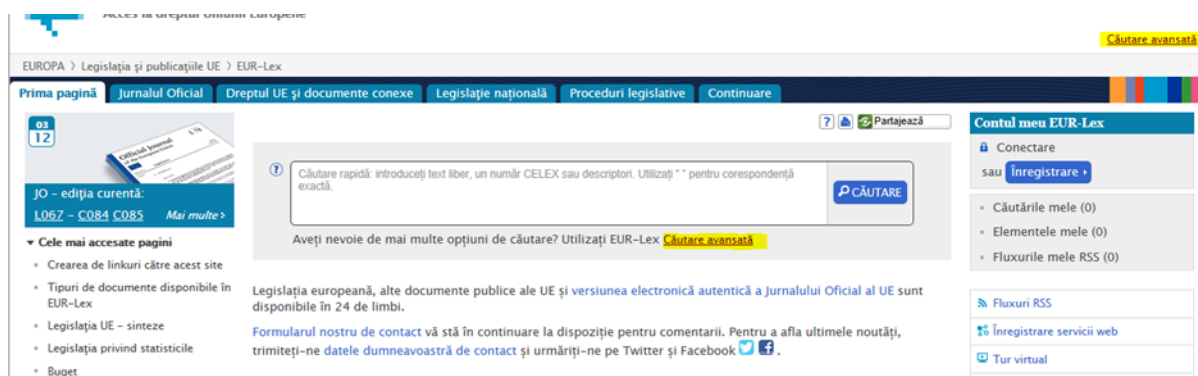 Acces la dreptul Uniunii Europene
Căutare avansată
EUROPA > Legislația și publicațiile UE > EUR-Lex
Prima pagină Jurnalul Oficial Dreptul UE și documente conexe Legislație națională Proceduri legislative Continuare
? Partajează
03
12
Official Journal
JO – ediția curentă:
L067 – C084 C085 Mai multe >
Cele mai accesate pagini
Crearea de linkuri către acest site
Tipuri de documente disponibile în
EUR-Lex
Legislația UE – sinteze
Legislația privind statisticile
Buget
?
Căutare rapidă: introduceți text liber, un număr CELEX sau descriptori. Utilizați " " pentru corespondență
exactă.
CĂUTARE
Aveți nevoie de mai multe opțiuni de căutare? Utilizați EUR-Lex Căutare avansată
Legislația europeană, alte documente publice ale UE și versiunea electronică autentică a Jurnalului Oficial al UE sunt
disponibile în 24 de limbi.
Formularul nostru de contact vă stă în continuare la dispoziție pentru comentarii. Pentru a afla ultimele noutăți,
trimiteți-ne datele dumneavoastră de contact și urmăriți-ne pe Twitter și Facebook .
Contul meu EUR-Lex
Conectare
sau Înregistrare
Căutările mele (0)
Elementele mele (0)
Fluxurile mele RSS (0)
Fluxuri RSS
Înregistrare servicii web
Tur virtual